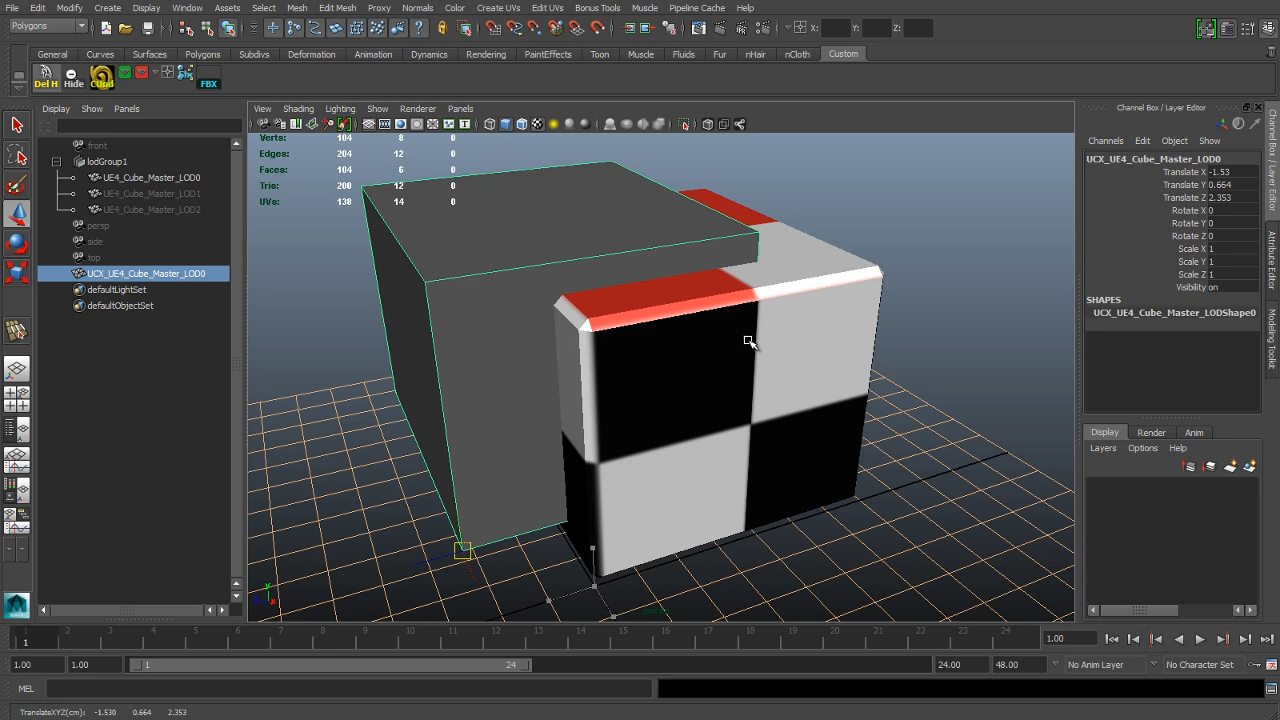 File Edit Modify Create Display Window Assets Select Mesh Edit Mesh Proxy Normals Color Create UVs Edit UVs Bonus Tools Muscle Pipeline Cache Help
Polygons X: Y: Z:
General Curves Surfaces Polygons Subdivs Deformation Animation Dynamics Rendering PaintEffects Toon Muscle Fluids Fur nHair nCloth Custom
Del H Hide CUnd FBX
Display Show Panels
View Shading Lighting Show Renderer Panels
Channel Box / Layer Editor
Channels Edit Object Show
front
lodGroup1
UE4_Cube_Master_LOD0
UE4_Cube_Master_LOD1
UE4_Cube_Master_LOD2
persp
side
top
UCX_UE4_Cube_Master_LOD0
defaultLightSet
defaultObjectSet
Verts: 104 8 0
Edges: 204 12 0
Faces: 104 6 0
Tris: 200 12 0
UVs: 138 14 0
persp
UCX_UE4_Cube_Master_LOD0
Translate X -1.53
Translate Y 0.664
Translate Z 2.353
Rotate X 0
Rotate Y 0
Rotate Z 0
Scale X 1
Scale Y 1
Scale Z 1
Visibility on
SHAPES
UCX_UE4_Cube_Master_LODShape0
Display Render Anim
Layers Options Help
Channel Box / Layer Editor
Attribute Editor
Modeling Toolkit
1 2 3 4 5 6 7 8 9 10 11 12 13 14 15 16 17 18 19 20 21 22 23 24
1 1.00
1.00 1.00 1 24 24.00 48.00 No Anim Layer No Character Set
MEL
TranslateXYZ(cm): -1.530 0.664 2.353